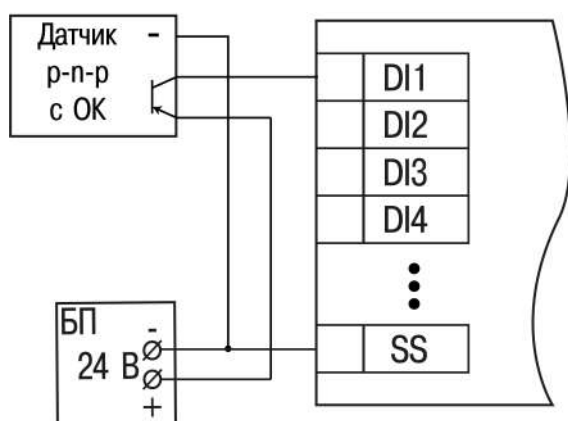 Датчик -
p-n-p
с ОК
DI1
DI2
DI3
DI4
SS
БП -
24 В
+